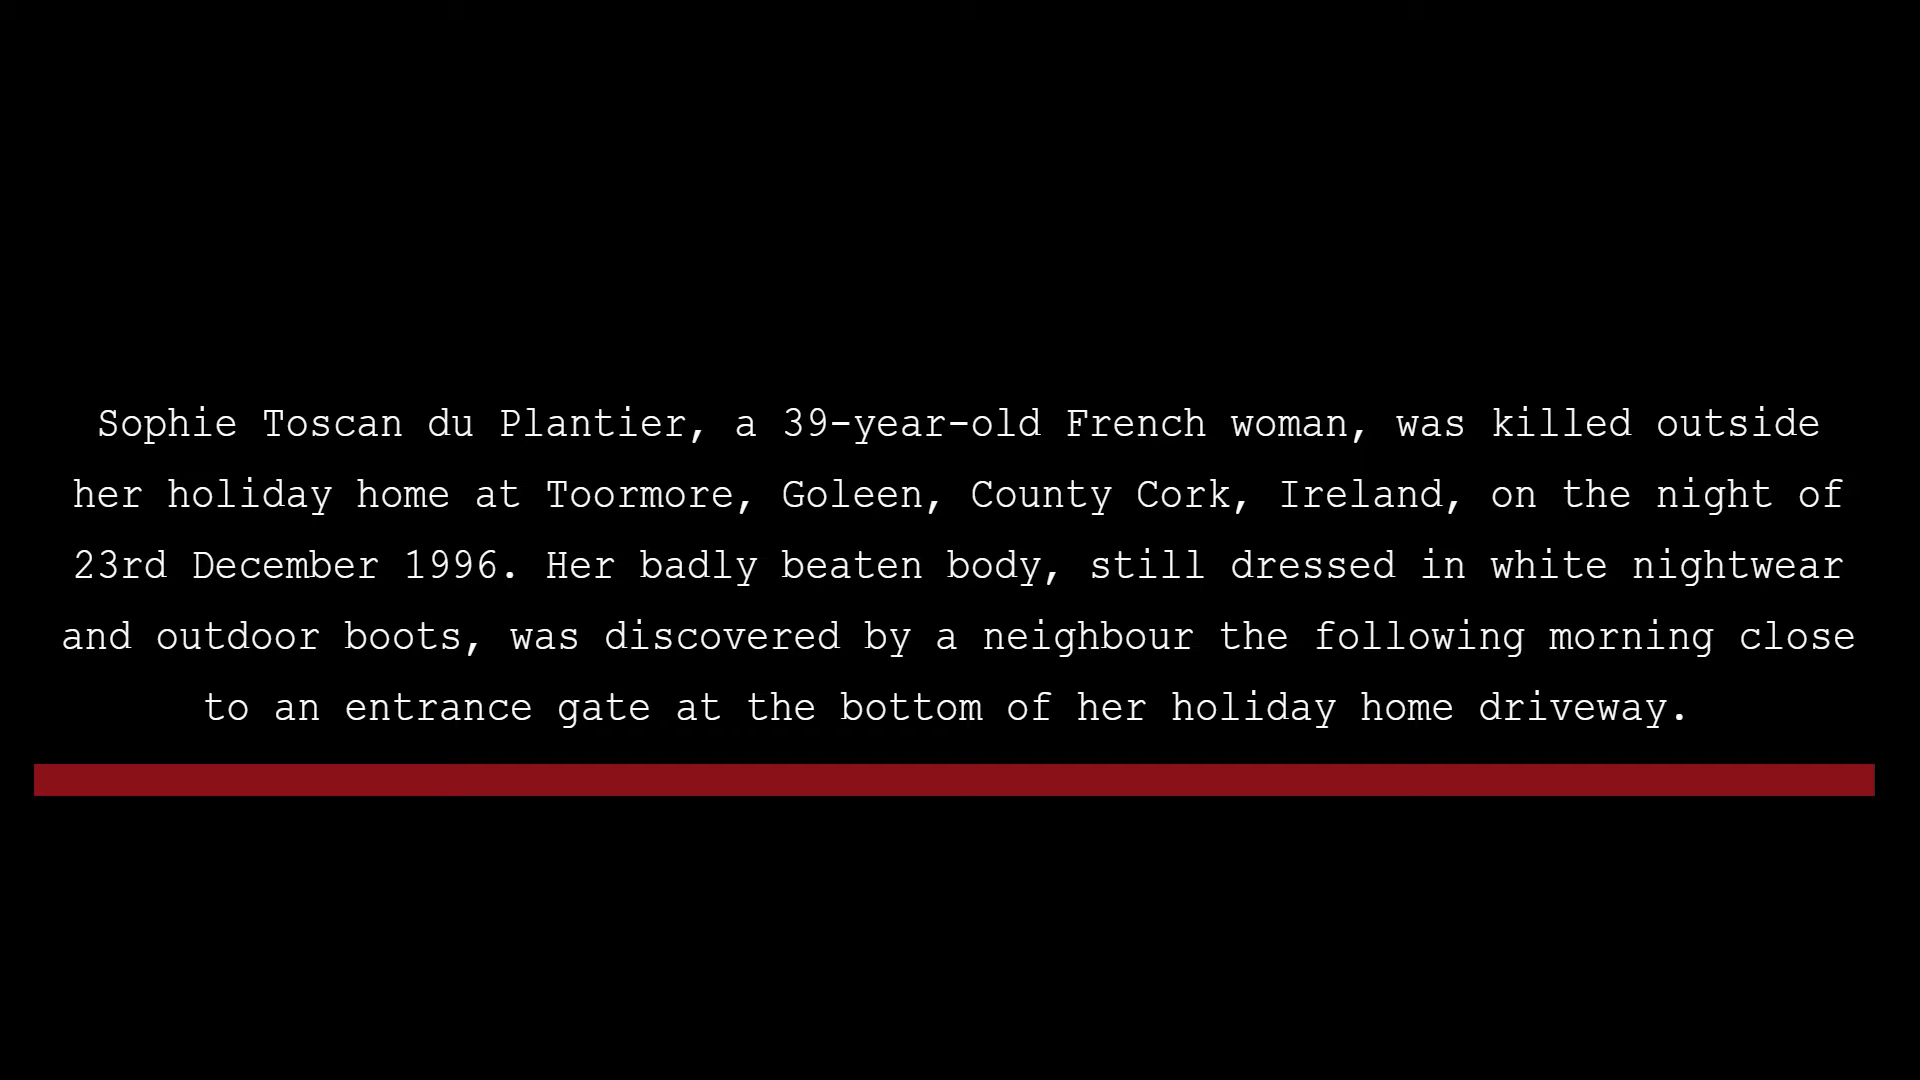 Sophie Toscan du Plantier, a 39-year-old French woman, was killed outside
her holiday home at Toormore, Goleen, County Cork, Ireland, on the night of
23rd December 1996. Her badly beaten body, still dressed in white nightwear
and outdoor boots, was discovered by a neighbour the following morning close
to an entrance gate at the bottom of her holiday home driveway.